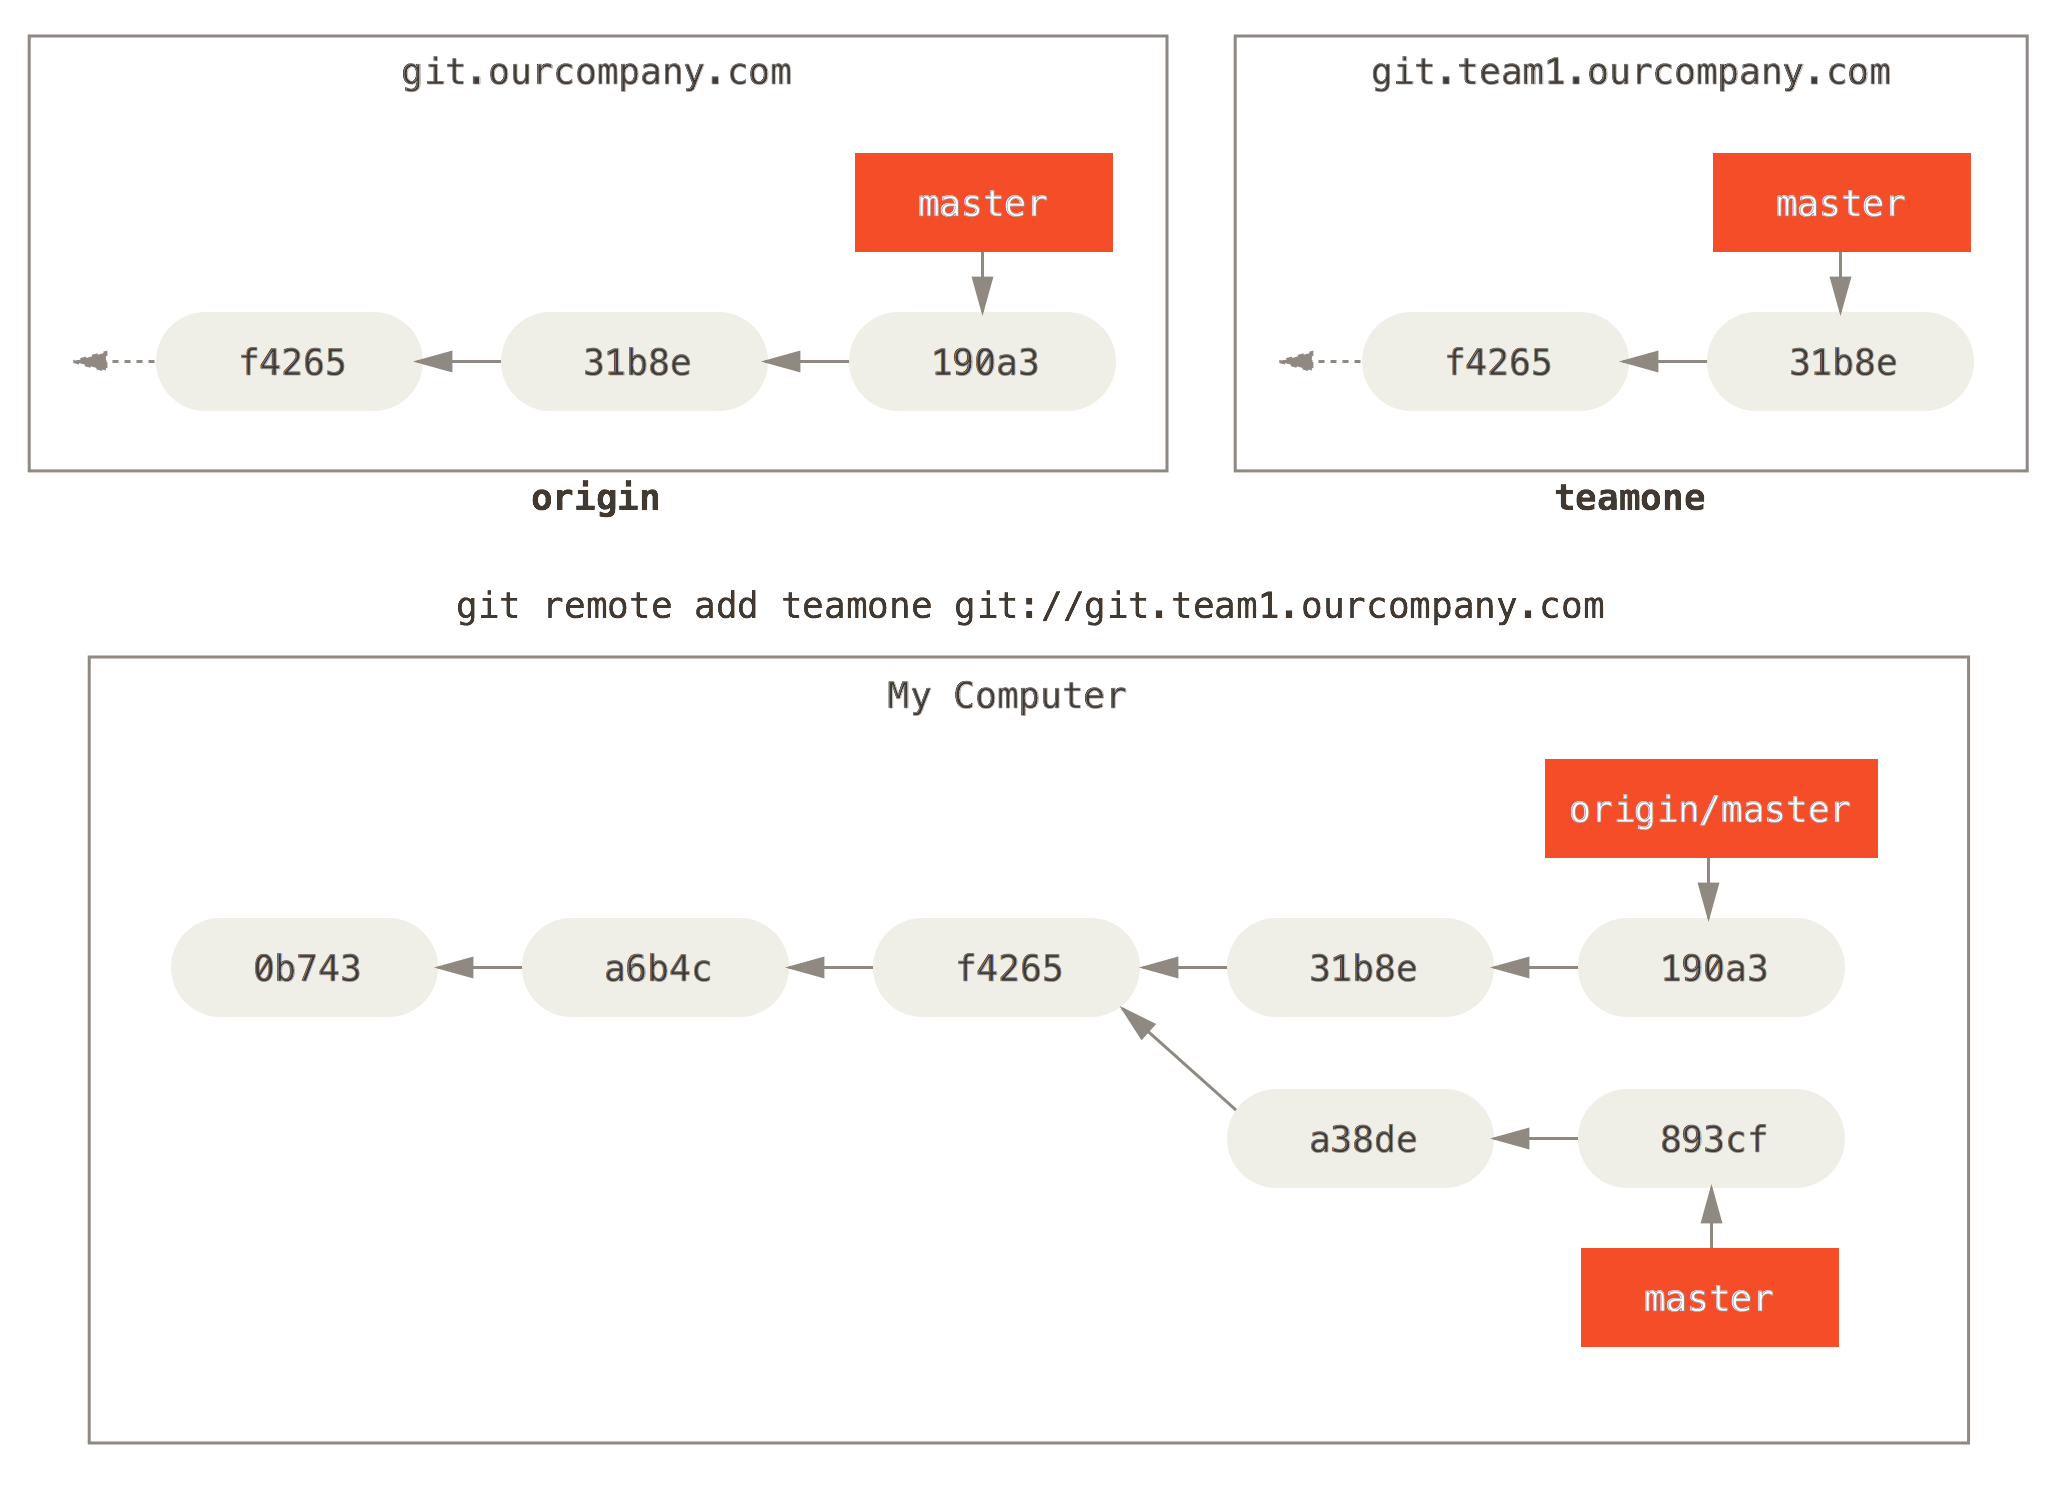 git.ourcompany.com
master
f4265
31b8e
190a3
origin
git.team1.ourcompany.com
master
f4265
31b8e
teamone
git remote add teamone git://git.team1.ourcompany.com
My Computer
origin/master
0b743
a6b4c
f4265
31b8e
190a3
a38de
893cf
master